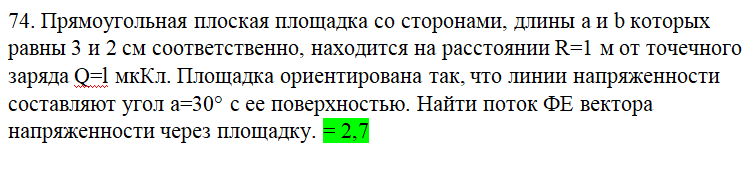 74. Прямоугольная плоская площадка со сторонами, длины a и b которых
равны 3 и 2 см соответственно, находится на расстоянии R=1 м от точечного
заряда Q=l мкКл. Площадка ориентирована так, что линии напряженности
составляют угол a=30° с ее поверхностью. Найти поток ФЕ вектора
напряженности через площадку. = 2,7